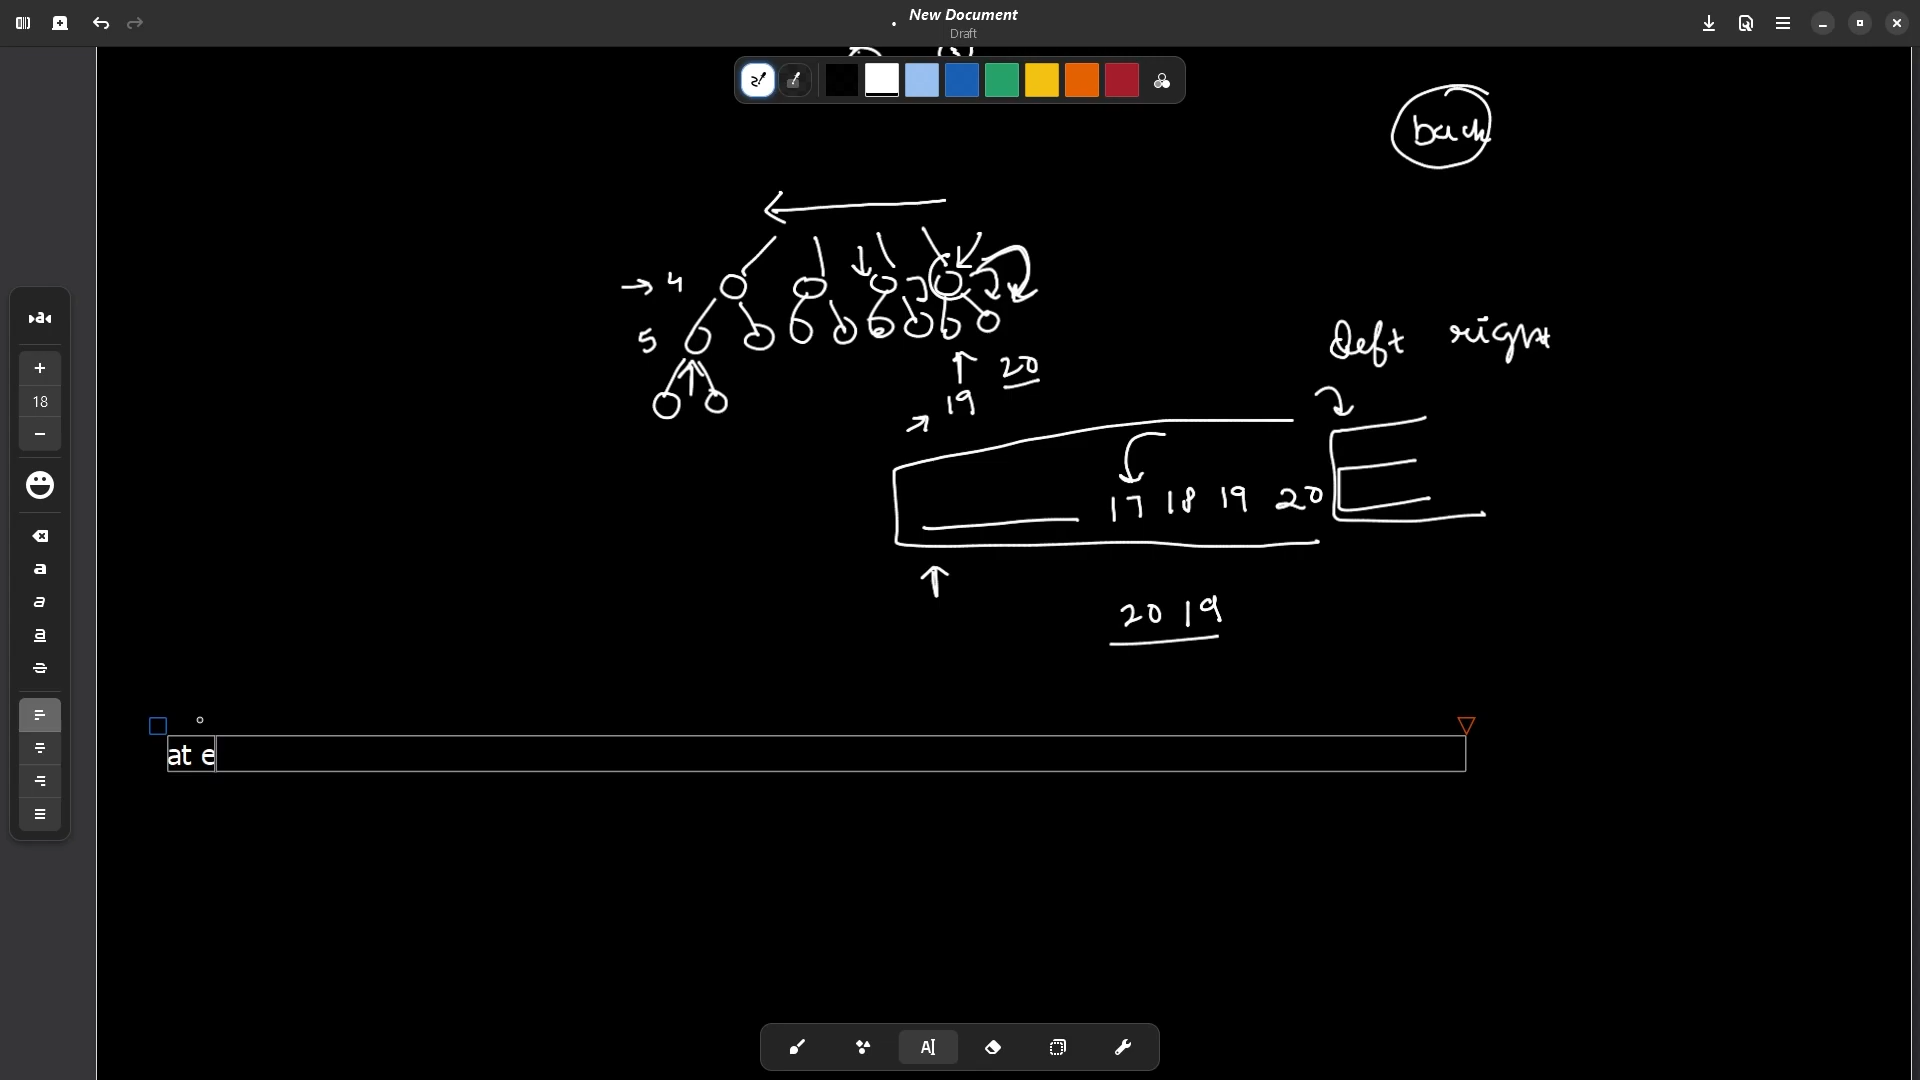 New Document
Draft
back
→ 4
5
left right
19 20
18
17 18 19 20
20 19
at e